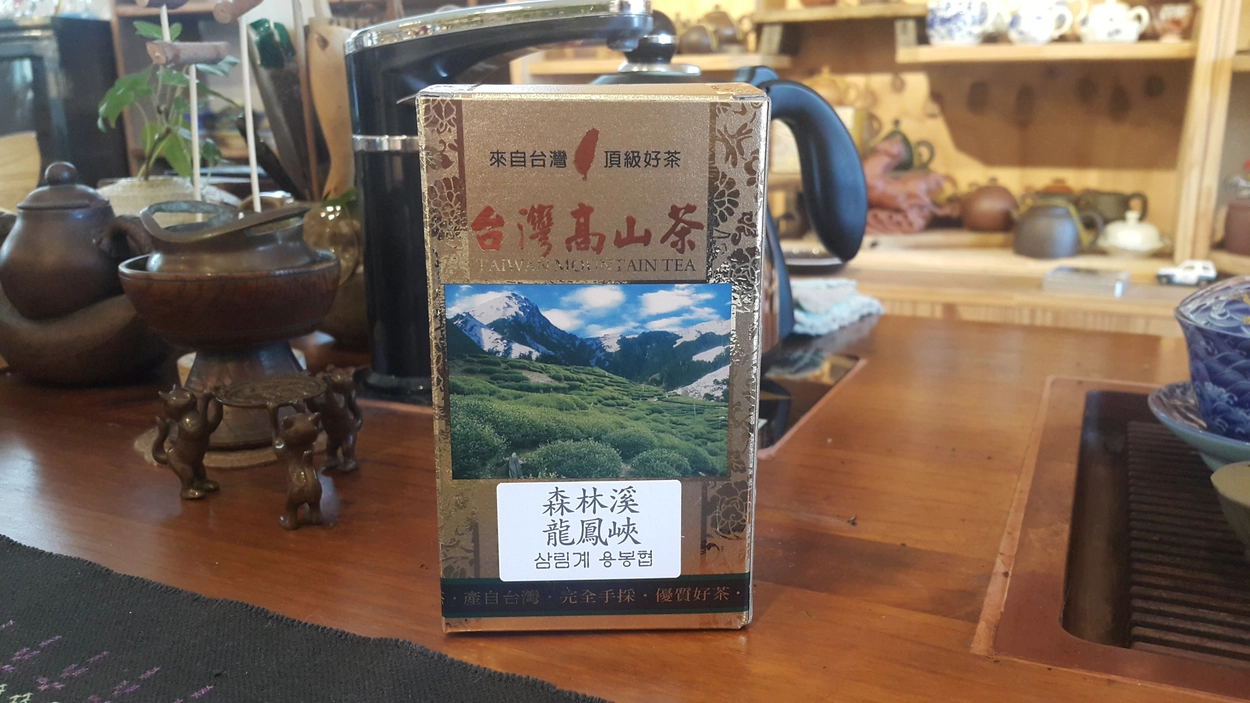 來自台灣 頂級好茶
台灣高山茶
TAIWAN MOUNTAIN TEA
森林溪
龍鳳峽
삼림계 용봉협
· 產自台灣 · 完全手採 · 優質好茶 ·